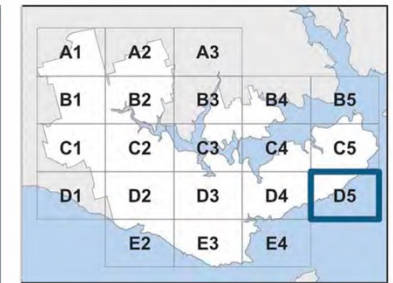 A1 A2 A3
B1 B2 B3 B4 B5
C1 C2 C3 C4 C5
D1 D2 D3 D4 D5
E2 E3 E4